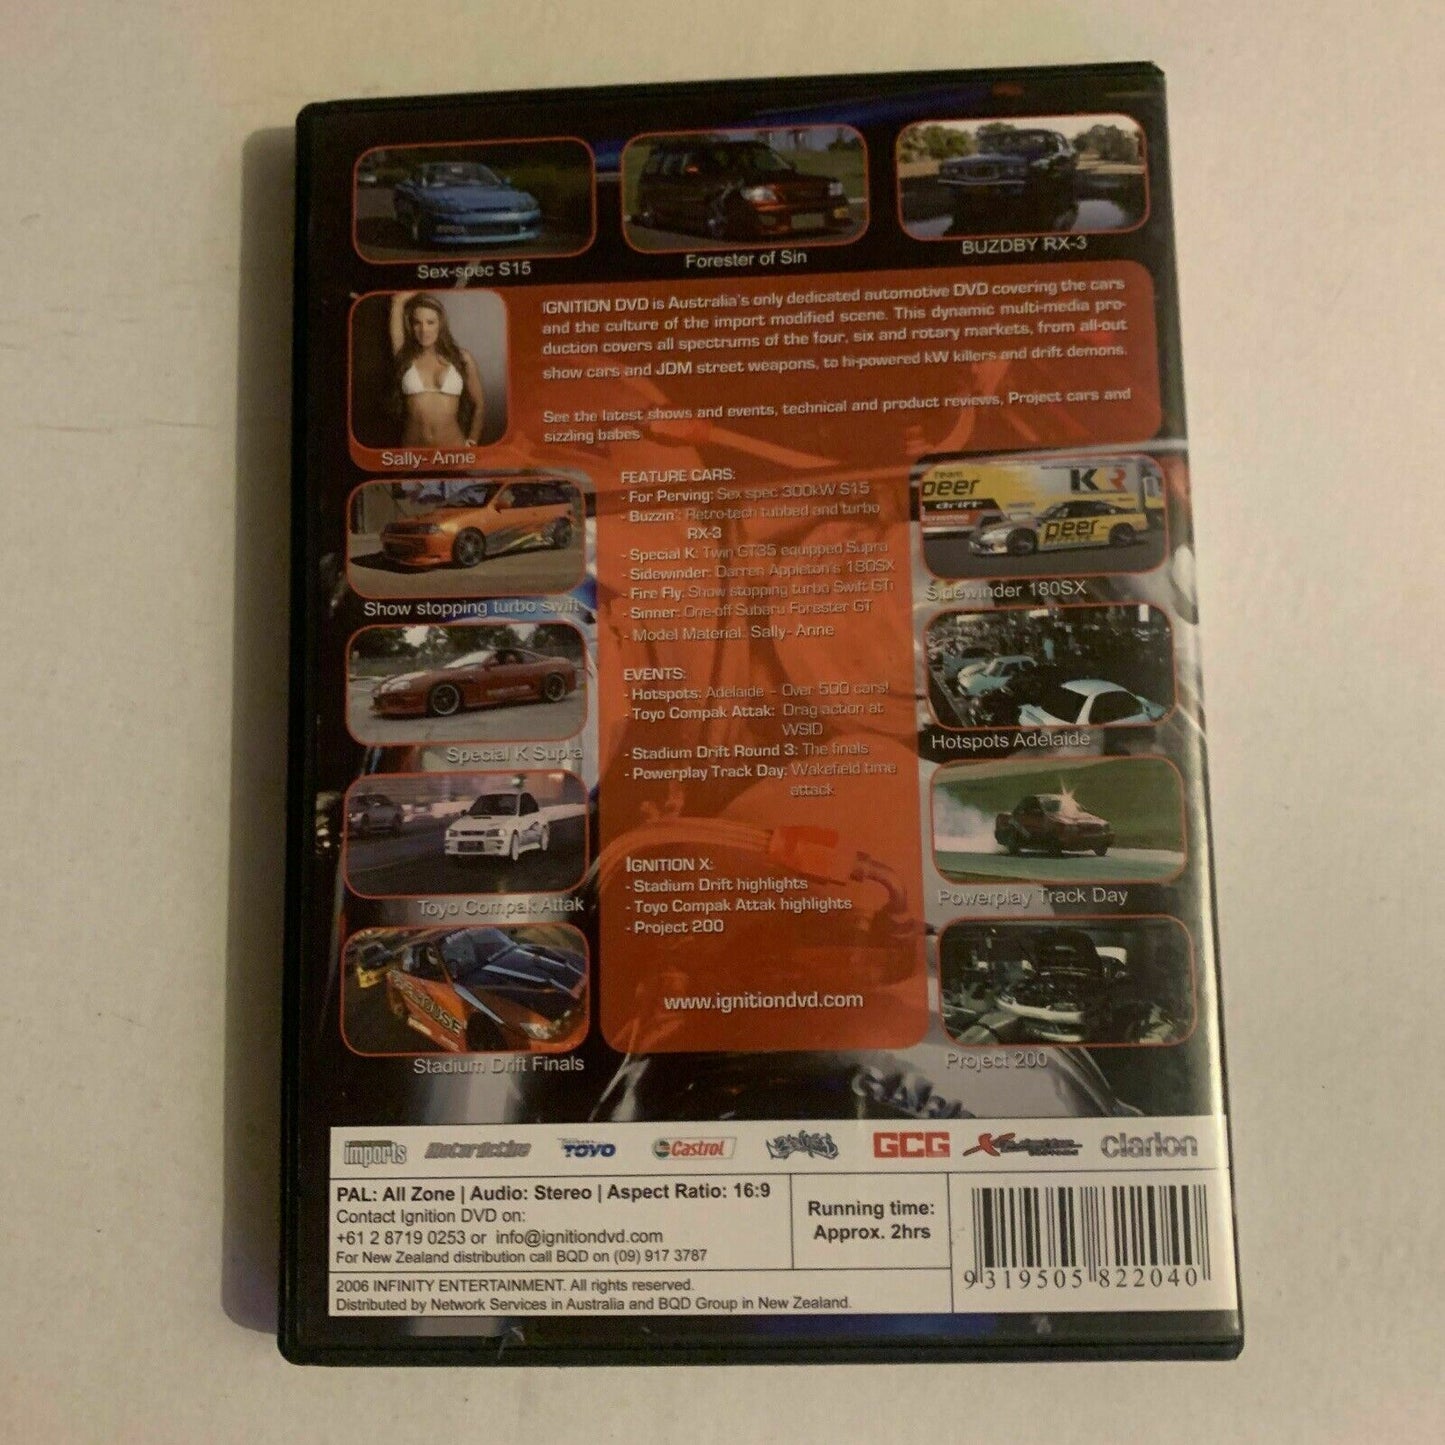 Sex-spec S15
Forester of Sin
BUZDBY RX-3
IGNITION DVD is Australia's only dedicated automotive DVD covering the cars
and the culture of the import modified scene. This dynamic multi-media pro-
duction covers all spectrums of the four, six and rotary markets, from all-out
show cars and JDM street weapons, to hi-powered kW killers and drift demons.
See the latest shows and events, technical and product reviews, Project cars and
sizzling babes
Sally- Anne
FEATURE CARS:
- For Perving: Sex spec 300kW S15
- Buzzin': Retro-tech tubbed and turbo
RX-3
- Special K: Twin GT35 equipped Supra
- Sidewinder: Darren Appleton's 180SX
- Fire Fly: Show stopping turbo Swift GTi
- Sinner: One-off Subaru Forester GT
- Model Material: Sally- Anne
EVENTS:
- Hotspots: Adelaide - Over 500 cars!
- Toyo Compak Attak: Drag action at
WSID
- Stadium Drift Round 3: The finals
- Powerplay Track Day: Wakefield time
attack
IGNITION X:
- Stadium Drift highlights
- Toyo Compak Attak highlights
- Project 200
www.ignitiondvd.com
Show stopping turbo swift
Special K Supra
Toyo Compak Attak
Stadium Drift Finals
team
peer
drift
KR
peer
Sidewinder 180SX
Hotspots Adelaide
Powerplay Track Day
Project 200
imports
MotorActive
TOYO
Castrol
GCG
clarion
PAL: All Zone | Audio: Stereo | Aspect Ratio: 16:9
Contact Ignition DVD on:
+61 2 8719 0253 or info@ignitiondvd.com
For New Zealand distribution call BQD on (09) 917 3787
Running time:
Approx. 2hrs
2006 INFINITY ENTERTAINMENT. All rights reserved.
Distributed by Network Services in Australia and BQD Group in New Zealand.
9 319505 822040